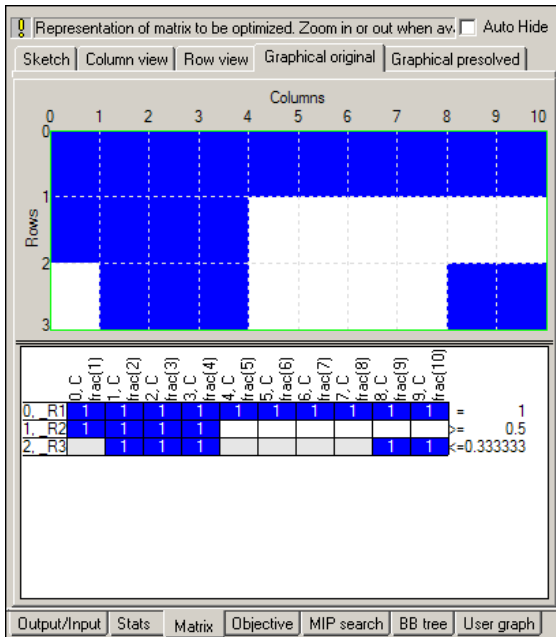 Representation of matrix to be optimized. Zoom in or out when av Auto Hide
Sketch Column view Row view Graphical original Graphical presolved
Columns
0 1 2 3 4 5 6 7 8 9 10
0
1
2
3
Rows
0, C frac(1) 1, C frac(2) 2, C frac(3) 3, C frac(4) 4, C frac(5) 5, C frac(6) 6, C frac(7) 7, C frac(8) 8, C frac(9) 9, C frac(10)
0, _R1 1 1 1 1 1 1 1 1 1 1 = 1
1, _R2 1 1 1 1 >= 0.5
2, _R3 1 1 1 1 1 <=0.333333
Output/Input Stats Matrix Objective MIP search BB tree User graph